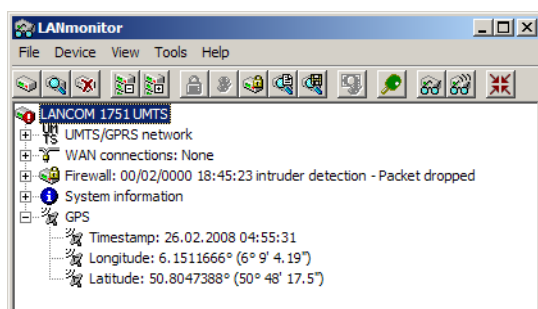 LANmonitor
File Device View Tools Help
LANCOM 1751 UMTS
UM
TS
UMTS/GPRS network
WAN connections: None
Firewall: 00/02/0000 18:45:23 intruder detection - Packet dropped
System information
GPS
Timestamp: 26.02.2008 04:55:31
Longitude: 6.1511666° (6° 9' 4.19")
Latitude: 50.8047388° (50° 48' 17.5")